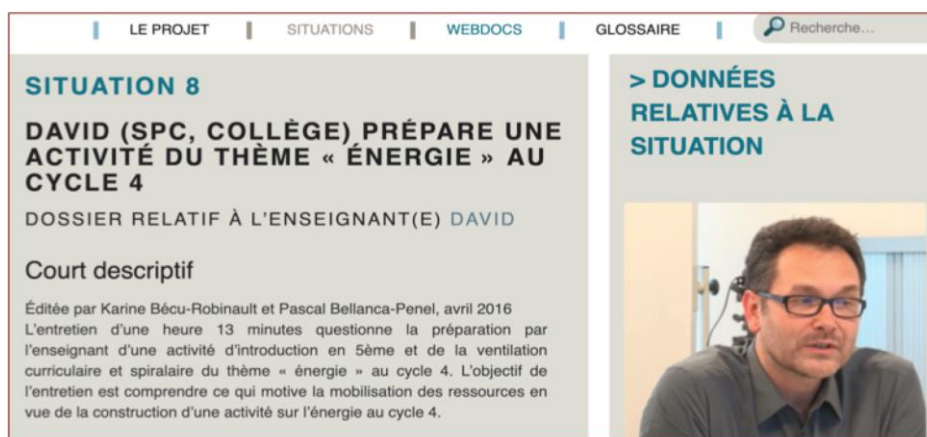 LE PROJET
SITUATIONS
WEBDOCS
GLOSSAIRE
Recherche...
SITUATION 8
DAVID (SPC, COLLÈGE) PRÉPARE UNE
ACTIVITÉ DU THÈME « ÉNERGIE » AU
CYCLE 4
DOSSIER RELATIF À L'ENSEIGNANT(E) DAVID
Court descriptif
Éditée par Karine Bécu-Robinault et Pascal Bellanca-Penel, avril 2016
L'entretien d'une heure 13 minutes questionne la préparation par
l'enseignant d'une activité d'introduction en 5ème et de la ventilation
curriculaire et spiralaire du thème « énergie » au cycle 4. L'objectif de
l'entretien est comprendre ce qui motive la mobilisation des ressources en
vue de la construction d'une activité sur l'énergie au cycle 4.
> DONNÉES
RELATIVES À LA
SITUATION